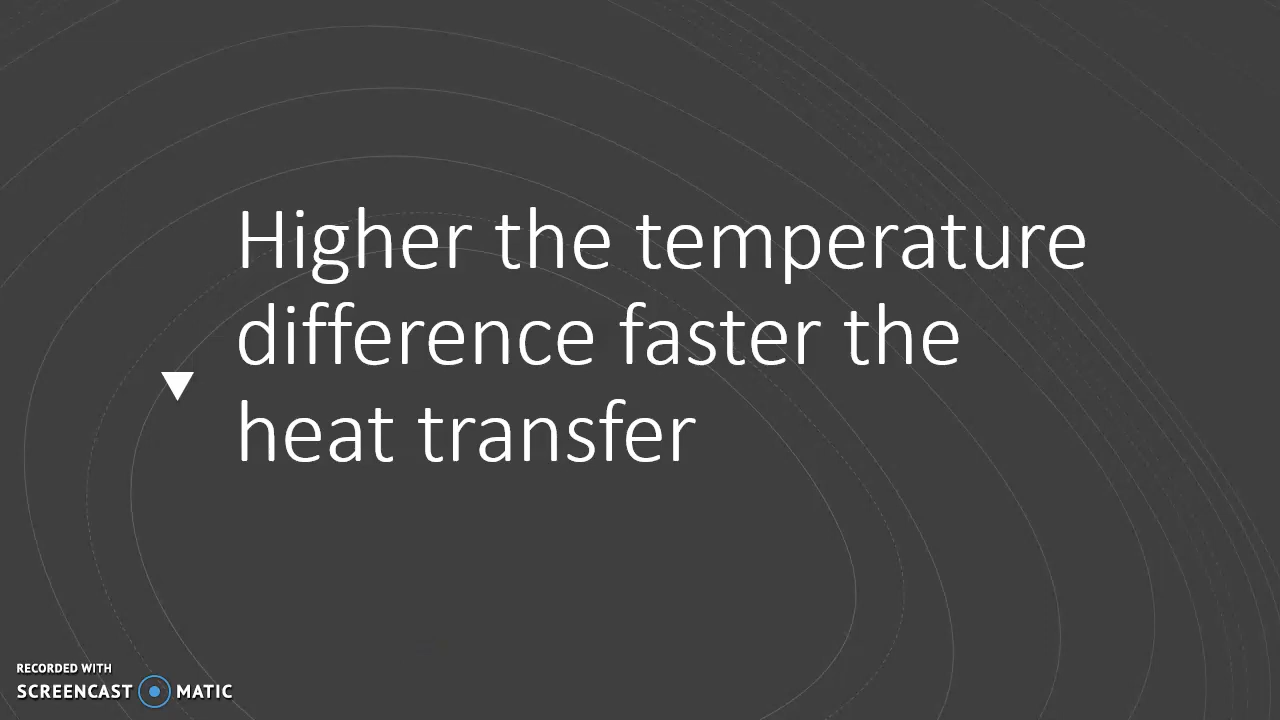 Higher the temperature
difference faster the
heat transfer
RECORDED WITH
SCREENCAST MATIC